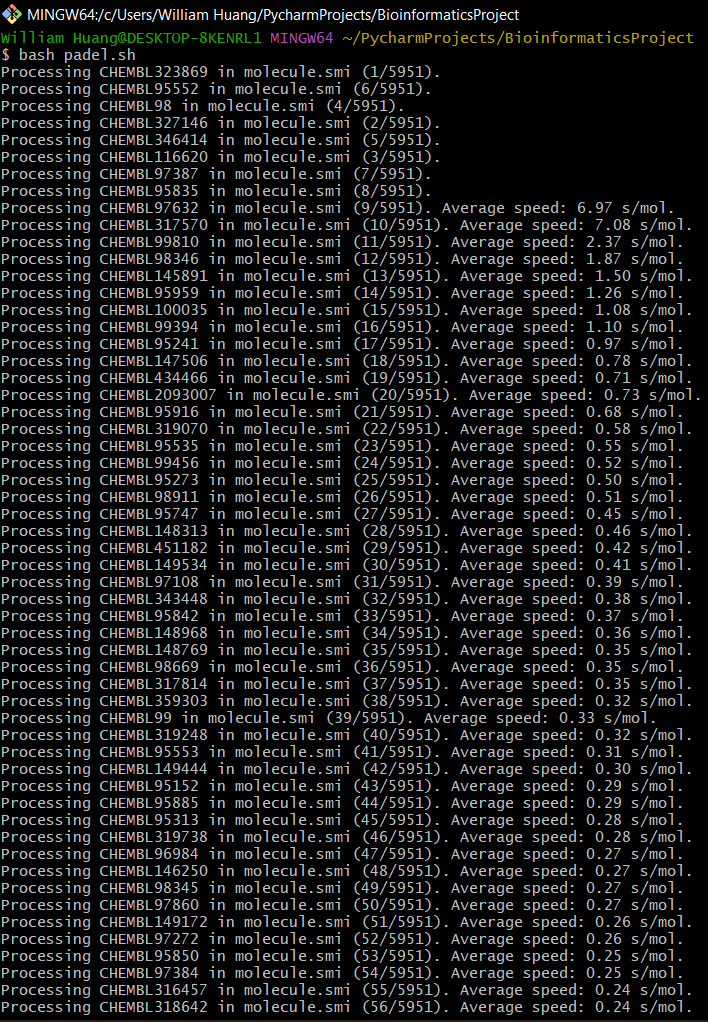 MINGW64:/c/Users/William Huang/PycharmProjects/BioinformaticsProject
William Huang@DESKTOP-8KENRL1 MINGW64 ~/PycharmProjects/BioinformaticsProject
$ bash padel.sh
Processing CHEMBL323869 in molecule.smi (1/5951).
Processing CHEMBL95552 in molecule.smi (6/5951).
Processing CHEMBL98 in molecule.smi (4/5951).
Processing CHEMBL327146 in molecule.smi (2/5951).
Processing CHEMBL346414 in molecule.smi (5/5951).
Processing CHEMBL116620 in molecule.smi (3/5951).
Processing CHEMBL97387 in molecule.smi (7/5951).
Processing CHEMBL95835 in molecule.smi (8/5951).
Processing CHEMBL97632 in molecule.smi (9/5951). Average speed: 6.97 s/mol.
Processing CHEMBL317570 in molecule.smi (10/5951). Average speed: 7.08 s/mol.
Processing CHEMBL99810 in molecule.smi (11/5951). Average speed: 2.37 s/mol.
Processing CHEMBL98346 in molecule.smi (12/5951). Average speed: 1.87 s/mol.
Processing CHEMBL145891 in molecule.smi (13/5951). Average speed: 1.50 s/mol.
Processing CHEMBL95959 in molecule.smi (14/5951). Average speed: 1.26 s/mol.
Processing CHEMBL100035 in molecule.smi (15/5951). Average speed: 1.08 s/mol.
Processing CHEMBL99394 in molecule.smi (16/5951). Average speed: 1.10 s/mol.
Processing CHEMBL95241 in molecule.smi (17/5951). Average speed: 0.97 s/mol.
Processing CHEMBL147506 in molecule.smi (18/5951). Average speed: 0.78 s/mol.
Processing CHEMBL434466 in molecule.smi (19/5951). Average speed: 0.71 s/mol.
Processing CHEMBL2093007 in molecule.smi (20/5951). Average speed: 0.73 s/mol.
Processing CHEMBL95916 in molecule.smi (21/5951). Average speed: 0.68 s/mol.
Processing CHEMBL319070 in molecule.smi (22/5951). Average speed: 0.58 s/mol.
Processing CHEMBL95535 in molecule.smi (23/5951). Average speed: 0.55 s/mol.
Processing CHEMBL99456 in molecule.smi (24/5951). Average speed: 0.52 s/mol.
Processing CHEMBL95273 in molecule.smi (25/5951). Average speed: 0.50 s/mol.
Processing CHEMBL98911 in molecule.smi (26/5951). Average speed: 0.51 s/mol.
Processing CHEMBL95747 in molecule.smi (27/5951). Average speed: 0.45 s/mol.
Processing CHEMBL148313 in molecule.smi (28/5951). Average speed: 0.46 s/mol.
Processing CHEMBL451182 in molecule.smi (29/5951). Average speed: 0.42 s/mol.
Processing CHEMBL149534 in molecule.smi (30/5951). Average speed: 0.41 s/mol.
Processing CHEMBL97108 in molecule.smi (31/5951). Average speed: 0.39 s/mol.
Processing CHEMBL343448 in molecule.smi (32/5951). Average speed: 0.38 s/mol.
Processing CHEMBL95842 in molecule.smi (33/5951). Average speed: 0.37 s/mol.
Processing CHEMBL148968 in molecule.smi (34/5951). Average speed: 0.36 s/mol.
Processing CHEMBL148769 in molecule.smi (35/5951). Average speed: 0.35 s/mol.
Processing CHEMBL98669 in molecule.smi (36/5951). Average speed: 0.35 s/mol.
Processing CHEMBL317814 in molecule.smi (37/5951). Average speed: 0.35 s/mol.
Processing CHEMBL359303 in molecule.smi (38/5951). Average speed: 0.32 s/mol.
Processing CHEMBL99 in molecule.smi (39/5951). Average speed: 0.33 s/mol.
Processing CHEMBL319248 in molecule.smi (40/5951). Average speed: 0.32 s/mol.
Processing CHEMBL95553 in molecule.smi (41/5951). Average speed: 0.31 s/mol.
Processing CHEMBL149444 in molecule.smi (42/5951). Average speed: 0.30 s/mol.
Processing CHEMBL95152 in molecule.smi (43/5951). Average speed: 0.29 s/mol.
Processing CHEMBL95885 in molecule.smi (44/5951). Average speed: 0.29 s/mol.
Processing CHEMBL95313 in molecule.smi (45/5951). Average speed: 0.28 s/mol.
Processing CHEMBL319738 in molecule.smi (46/5951). Average speed: 0.28 s/mol.
Processing CHEMBL96984 in molecule.smi (47/5951). Average speed: 0.27 s/mol.
Processing CHEMBL146250 in molecule.smi (48/5951). Average speed: 0.27 s/mol.
Processing CHEMBL98345 in molecule.smi (49/5951). Average speed: 0.27 s/mol.
Processing CHEMBL97860 in molecule.smi (50/5951). Average speed: 0.27 s/mol.
Processing CHEMBL149172 in molecule.smi (51/5951). Average speed: 0.26 s/mol.
Processing CHEMBL97272 in molecule.smi (52/5951). Average speed: 0.26 s/mol.
Processing CHEMBL95850 in molecule.smi (53/5951). Average speed: 0.25 s/mol.
Processing CHEMBL97384 in molecule.smi (54/5951). Average speed: 0.25 s/mol.
Processing CHEMBL316457 in molecule.smi (55/5951). Average speed: 0.24 s/mol.
Processing CHEMBL318642 in molecule.smi (56/5951). Average speed: 0.24 s/mol.